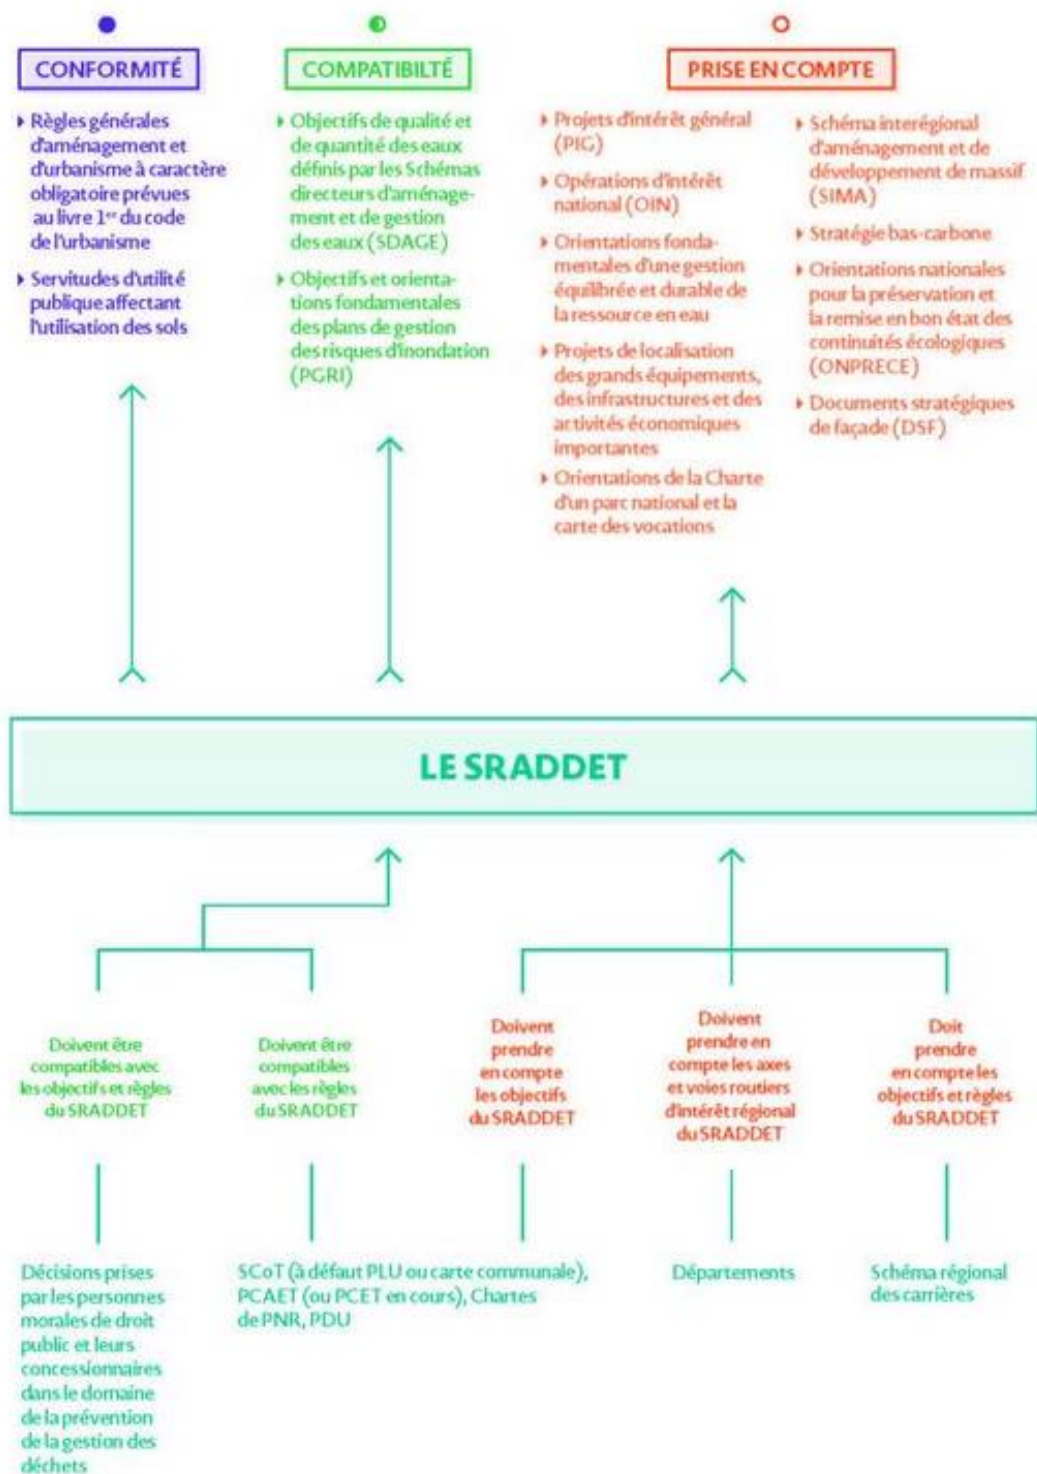 CONFORMITÉ
Règles générales
d'aménagement et
d'urbanisme à caractère
obligatoire prévues
au livre 1er du code
de l'urbanisme
Servitudes d'utilité
publique affectant
l'utilisation des sols
COMPATIBILTÉ
Objectifs de qualité et
de quantité des eaux
définis par les Schémas
directeurs d'aménage-
ment et de gestion
des eaux (SDAGE)
Objectifs et orienta-
tions fondamentales
des plans de gestion
des risques d'inondation
(PGRI)
PRISE EN COMPTE
Projets d'intérêt général
(PIG)
Opérations d'intérêt
national (OIN)
Orientations fonda-
mentales d'une gestion
équilibrée et durable de
la ressource en eau
Projets de localisation
des grands équipements,
des infrastructures et des
activités économiques
importantes
Orientations de la Charte
d'un parc national et la
carte des vocations
Schéma interégional
d'aménagement et de
développement de massif
(SIMA)
Stratégie bas-carbone
Orientations nationales
pour la préservation et
la remise en bon état des
continuités écologiques
(ONPRECE)
Documents stratégiques
de façade (DSF)
LE SRADDET
Doivent être
compatibles avec
les objectifs et règles
du SRADDET
Doivent être
compatibles
avec les règles
du SRADDET
Doivent
prendre
en compte
les objectifs
du SRADDET
Doivent
prendre en
compte les axes
et voies routiers
d'intérêt régional
du SRADDET
Doit
prendre
en compte les
objectifs et règles
du SRADDET
Décisions prises
par les personnes
morales de droit
public et leurs
concessionnaires
dans le domaine
de la prévention
de la gestion des
déchets
SCoT (à défaut PLU ou carte communale),
PCAET (ou PCET en cours), Chartes
de PNR, PDU
Départements
Schéma régional
des carrières